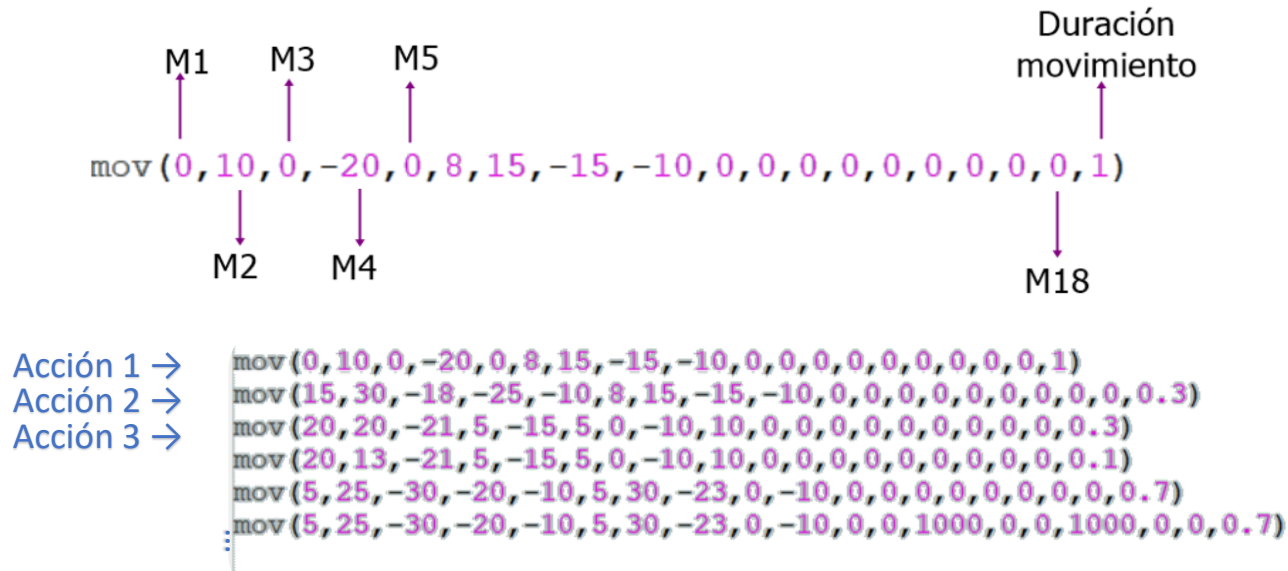 Duración
movimiento
M1 M3 M5
mov(0,10,0,-20,0,8,15,-15,-10,0,0,0,0,0,0,0,0,0,1)
M2 M4 M18
Acción 1 → mov(0,10,0,-20,0,8,15,-15,-10,0,0,0,0,0,0,0,0,0,1)
Acción 2 → mov(15,30,-18,-25,-10,8,15,-15,-10,0,0,0,0,0,0,0,0,0,0.3)
Acción 3 → mov(20,20,-21,5,-15,5,0,-10,10,0,0,0,0,0,0,0,0,0,0.3)
mov(20,13,-21,5,-15,5,0,-10,10,0,0,0,0,0,0,0,0,0,0.1)
mov(5,25,-30,-20,-10,5,30,-23,0,-10,0,0,0,0,0,0,0,0,0.7)
mov(5,25,-30,-20,-10,5,30,-23,0,-10,0,0,1000,0,0,1000,0,0,0.7)
⋮